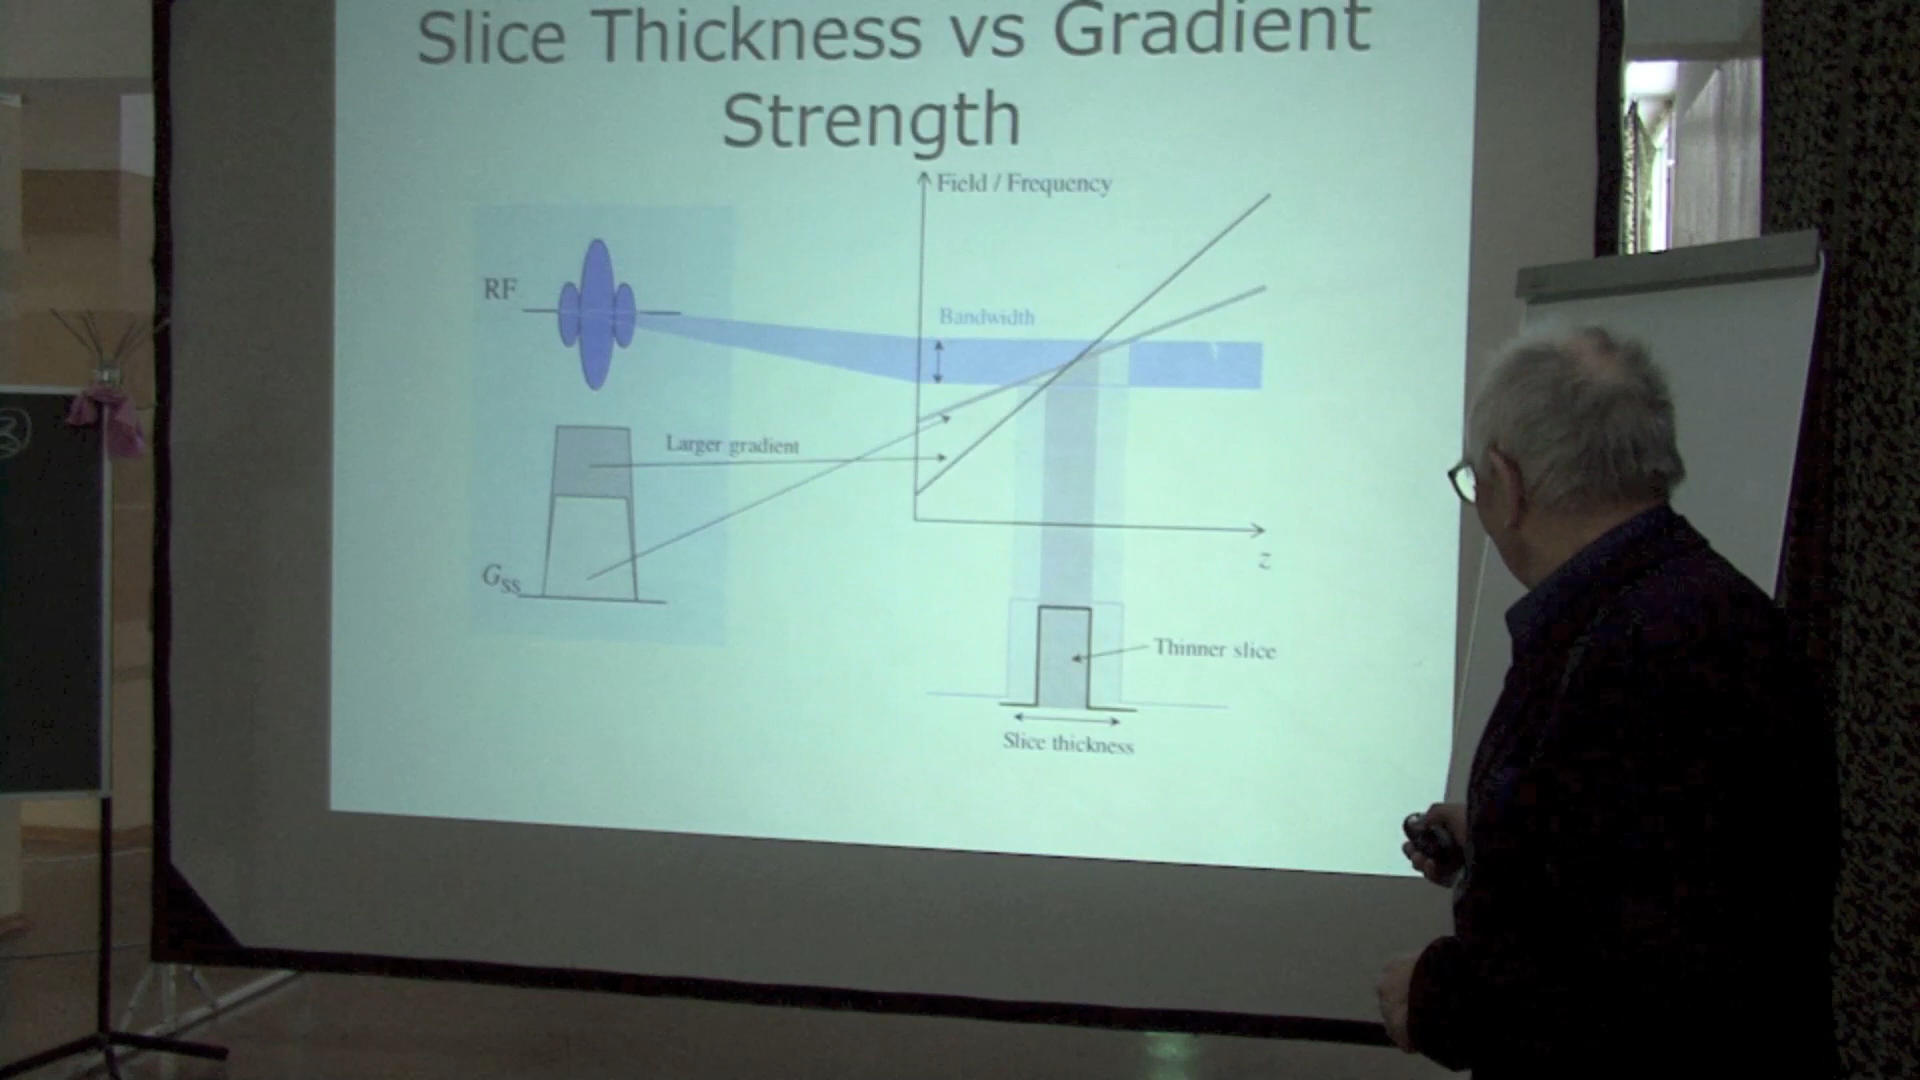 Slice Thickness vs Gradient
Strength
Field / Frequency
RF
Bandwidth
Larger gradient
z
Gss
Thinner slice
Slice thickness